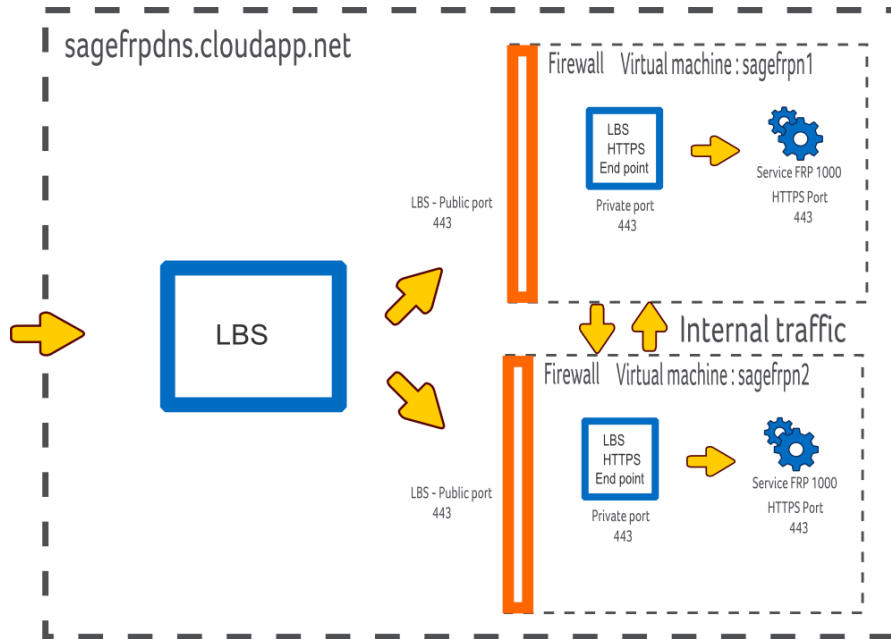 sagefrpdns.cloudapp.net
Firewall Virtual machine : sagefrpn1
LBS
HTTPS
End point
Service FRP 1000
HTTPS Port
443
Private port
443
LBS - Public port
443
LBS
Internal traffic
Firewall Virtual machine : sagefrpn2
LBS
HTTPS
End point
Service FRP 1000
HTTPS Port
443
Private port
443
LBS - Public port
443